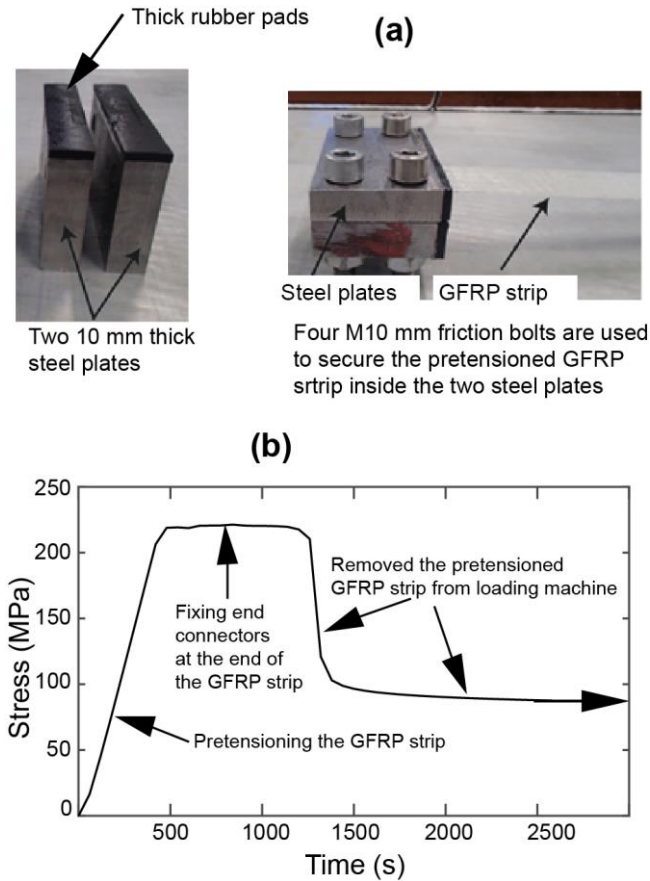 Thick rubber pads
(a)
Two 10 mm thick
steel plates
Steel plates
GFRP strip
Four M10 mm friction bolts are used
to secure the pretensioned GFRP
srtrip inside the two steel plates
(b)
250
200
150
100
50
0
Stress (MPa)
Removed the pretensioned
GFRP strip from loading machine
Fixing end
connectors
at the end of
the GFRP strip
Pretensioning the GFRP strip
500
1000
1500
2000
2500
Time (s)